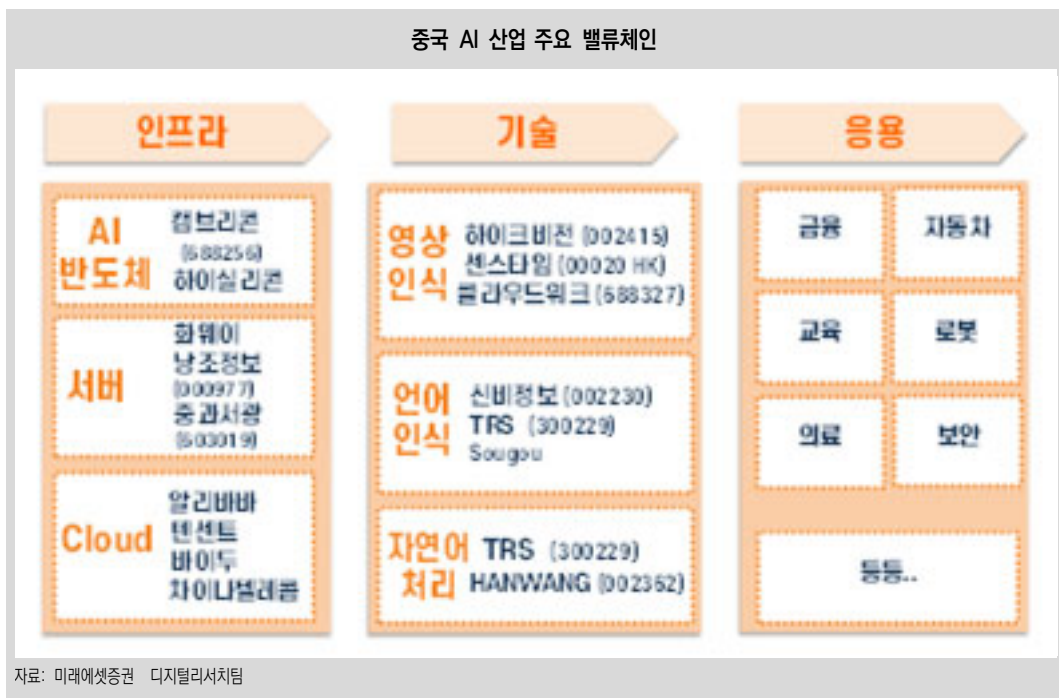 중국 AI 산업 주요 밸류체인
인프라
AI
반도체
캠브리콘
(688256)
하이실리콘
서버
화웨이
낭조정보
(000977)
중과서광
(603019)
Cloud
알리바바
텐센트
바이두
차이나텔레콤
기술
영상
인식
하이크비전 (002415)
센스타임 (00020 HK)
클라우드워크 (688327)
언어
인식
신비정보 (002230)
TRS (300229)
Sougou
자연어
처리
TRS (300229)
HANWANG (002362)
응용
금융
자동차
교육
로봇
의료
보안
등등..
자료: 미래에셋증권 디지털리서치팀